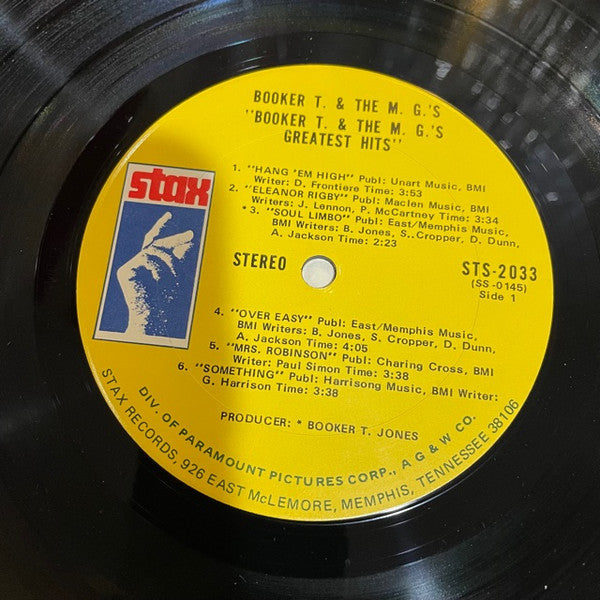 BOOKER T. & THE M. G.'S
"BOOKER T. & THE M. G.'S
GREATEST HITS"
stax
1. "HANG 'EM HIGH" Publ: Unart Music, BMI
Writer: D. Frontiere Time: 3:53
2. "ELEANOR RIGBY" Publ: Maclen Music, BMI
Writers: J. Lennon, P. McCartney Time: 3:34
* 3. "SOUL LIMBO" Publ: East/Memphis Music,
BMI Writers: B. Jones, S.. Cropper, D. Dunn,
A. Jackson Time: 2:23
STEREO
STS-2033
(SS-0145)
Side 1
4. "OVER EASY" Publ: East/Memphis Music,
BMI Writers: B. Jones, S. Cropper, D. Dunn,
A. Jackson Time: 4:05
5. "MRS. ROBINSON" Publ: Charing Cross, BMI
Writer: Paul Simon Time: 3:38
6. "SOMETHING" Publ: Harrisong Music, BMI Writer:
G. Harrison Time: 3:38
PRODUCER: * BOOKER T. JONES
DIV. OF PARAMOUNT PICTURES CORP., A G & W CO.
STAX RECORDS, 926 EAST McLEMORE, MEMPHIS, TENNESSEE 38106